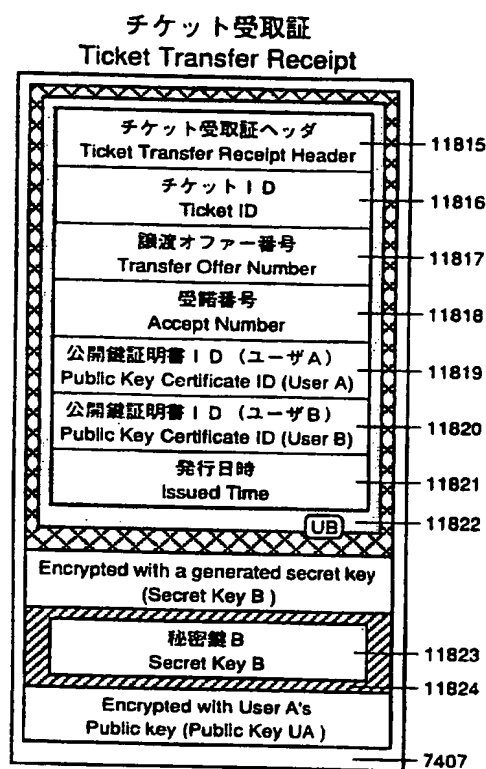 チケット受取証
Ticket Transfer Receipt
チケット受取証ヘッダ
Ticket Transfer Receipt Header
11815
チケットID
Ticket ID
11816
譲渡オファー番号
Transfer Offer Number
11817
受諾番号
Accept Number
11818
公開鍵証明書ID(ユーザA)
Public Key Certificate ID (User A)
11819
公開鍵証明書ID(ユーザB)
Public Key Certificate ID (User B)
11820
発行日時
Issued Time
11821
UB
11822
Encrypted with a generated secret key
(Secret Key B )
秘密鍵B
Secret Key B
11823
11824
Encrypted with User A's
Public key (Public Key UA )
7407